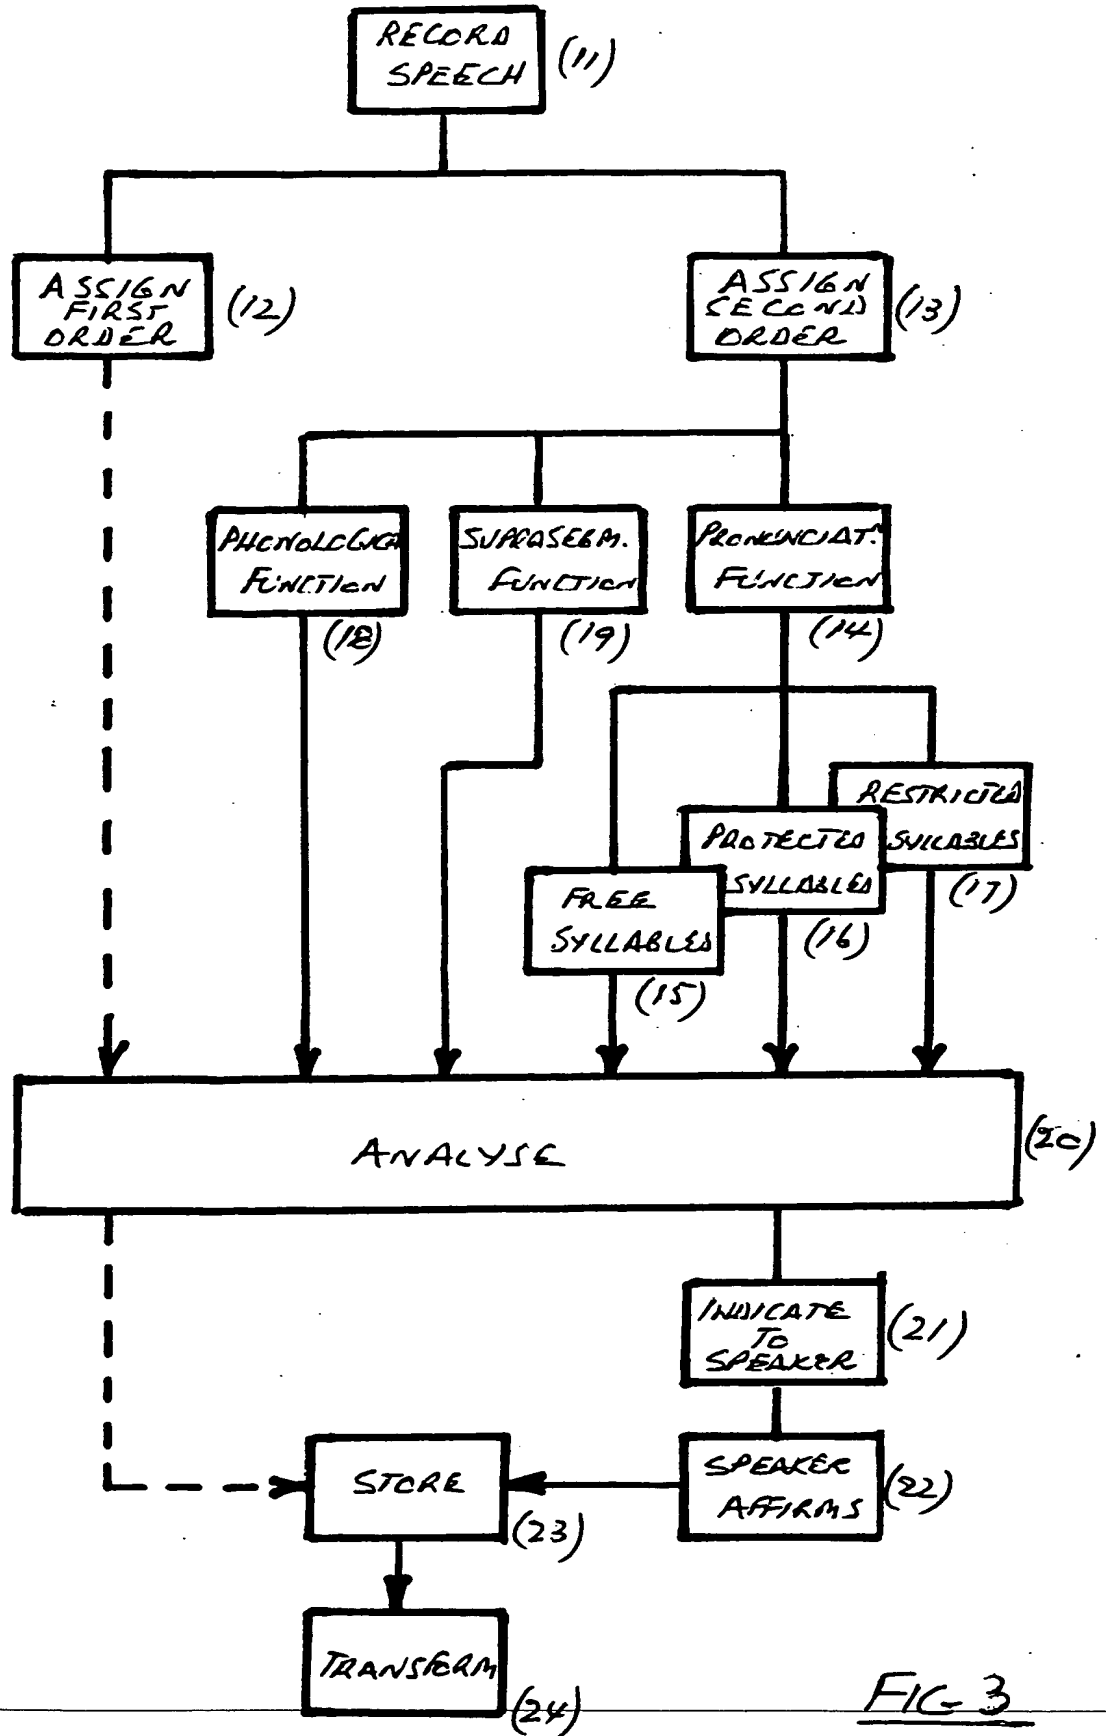 RECORD
SPEECH
(11)
ASSIGN
FIRST
ORDER
(12)
ASSIGN
SECOND
ORDER
(13)
PHONOLOGICA
FUNCTION
(18)
SUPRASEGM.
FUNCTION
(19)
PRONUNCIAT.
FUNCTION
(14)
RESTRICTED
SYLLABLES
(17)
PROTECTED
SYLLABLES
(16)
FREE
SYLLABLES
(15)
ANALYSE
(20)
INDICATE
TO
SPEAKER
(21)
SPEAKER
AFFIRMS
(22)
STORE
(23)
TRANSFORM
(24)
FIG 3